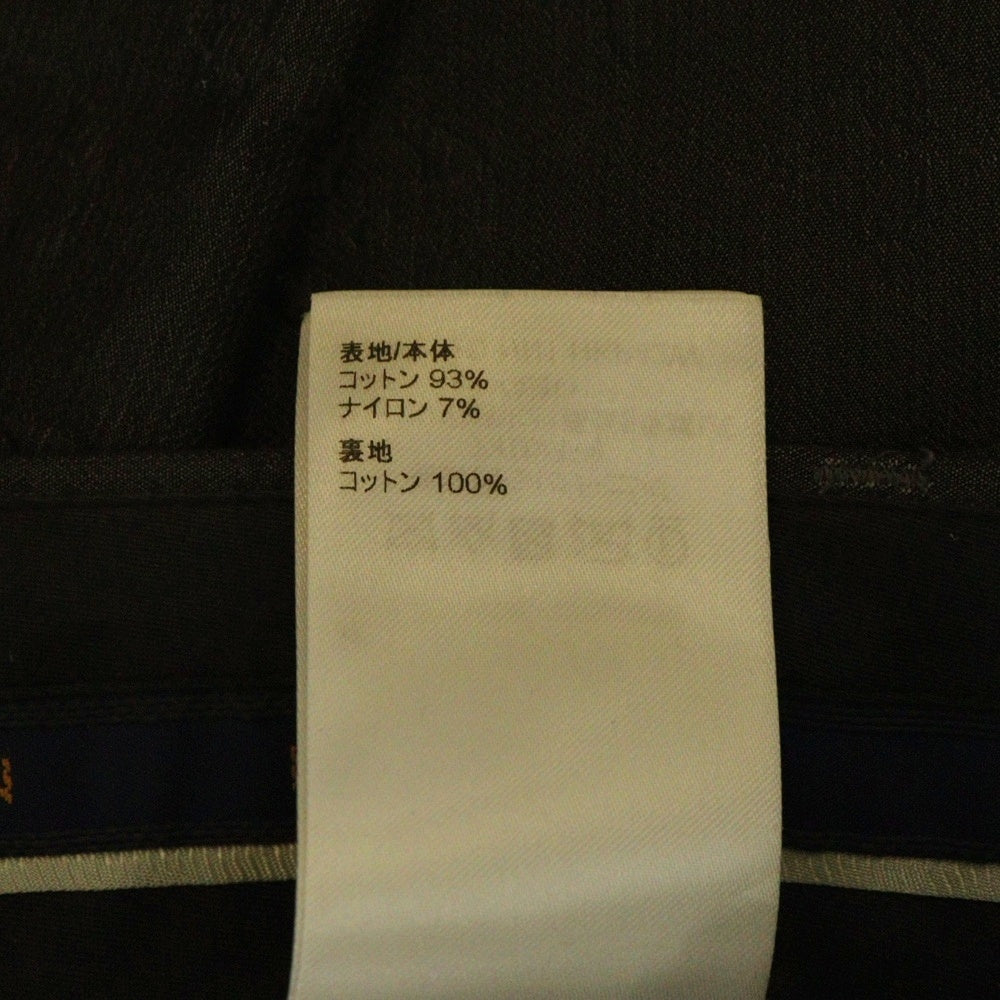 表地/本体
コットン 93%
ナイロン 7%
裏地
コットン 100%